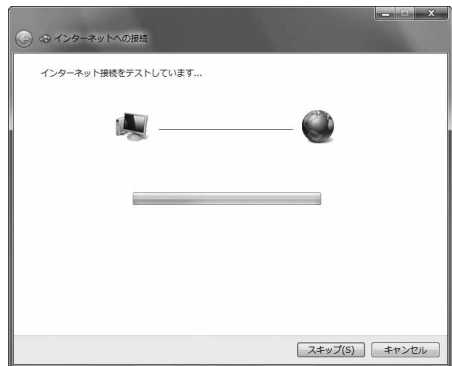 インターネットへの接続
インターネット接続をテストしています...
スキップ(S) キャンセル